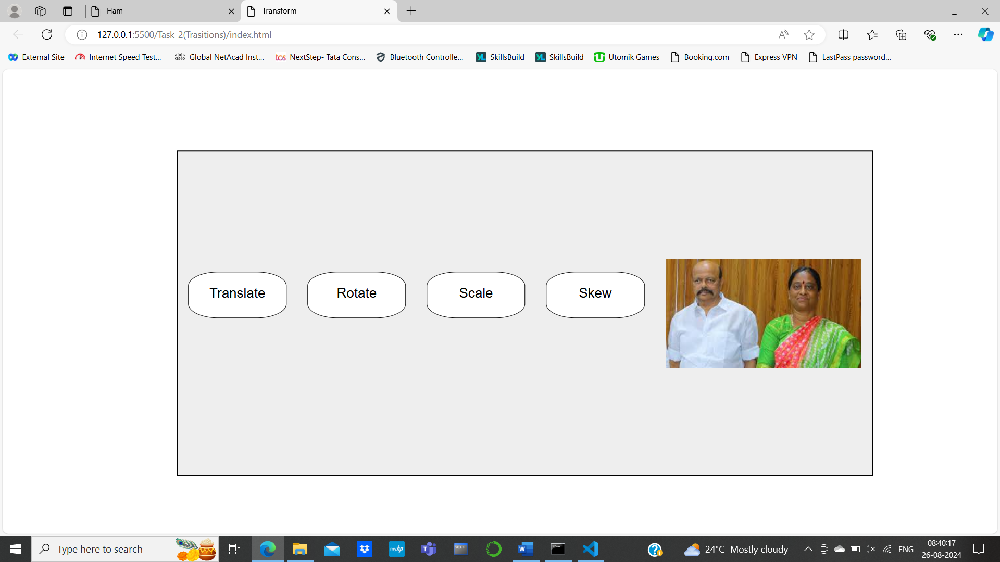 Ham
Transform
127.0.0.1:5500/Task-2(Trasitions)/index.html
External Site
Internet Speed Test...
Global NetAcad Inst...
NextStep- Tata Cons...
Bluetooth Controlle...
SkillsBuild
SkillsBuild
Utomik Games
Booking.com
Express VPN
LastPass password...
Translate
Rotate
Scale
Skew
Type here to search
24°C Mostly cloudy
ENG
08:40:17
26-08-2024